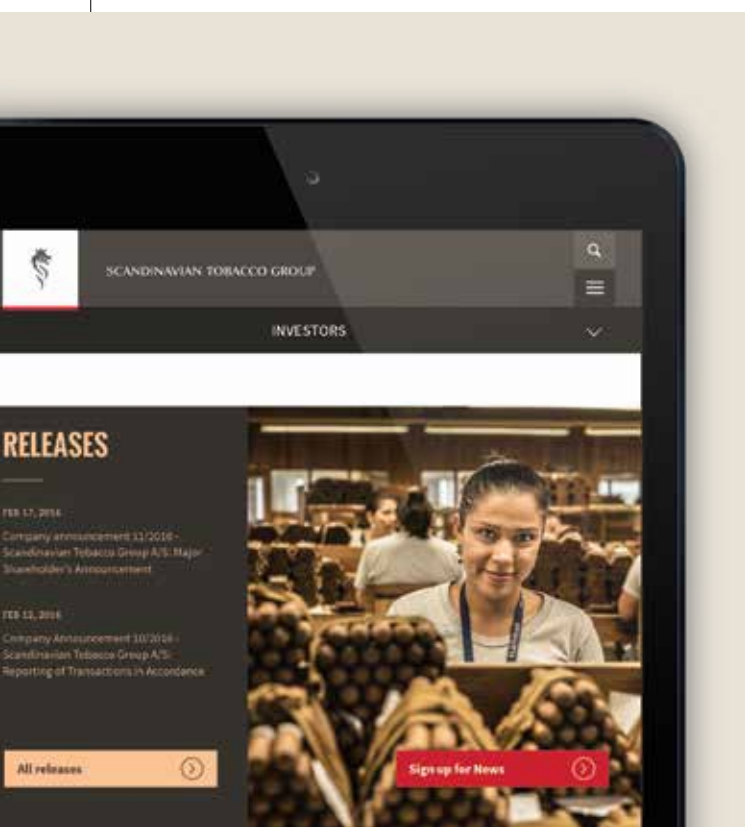 SCANDINAVIAN TOBACCO GROUP
INVESTORS
RELEASES
FEB 17, 2016
Company announcement 11/2016 -
Scandinavian Tobacco Group A/S: Major
Shareholder's Announcement
FEB 12, 2016
Company Announcement 10/2016 -
Scandinavian Tobacco Group A/S:
Reporting of Transactions in Accordance
All releases
Sign up for News